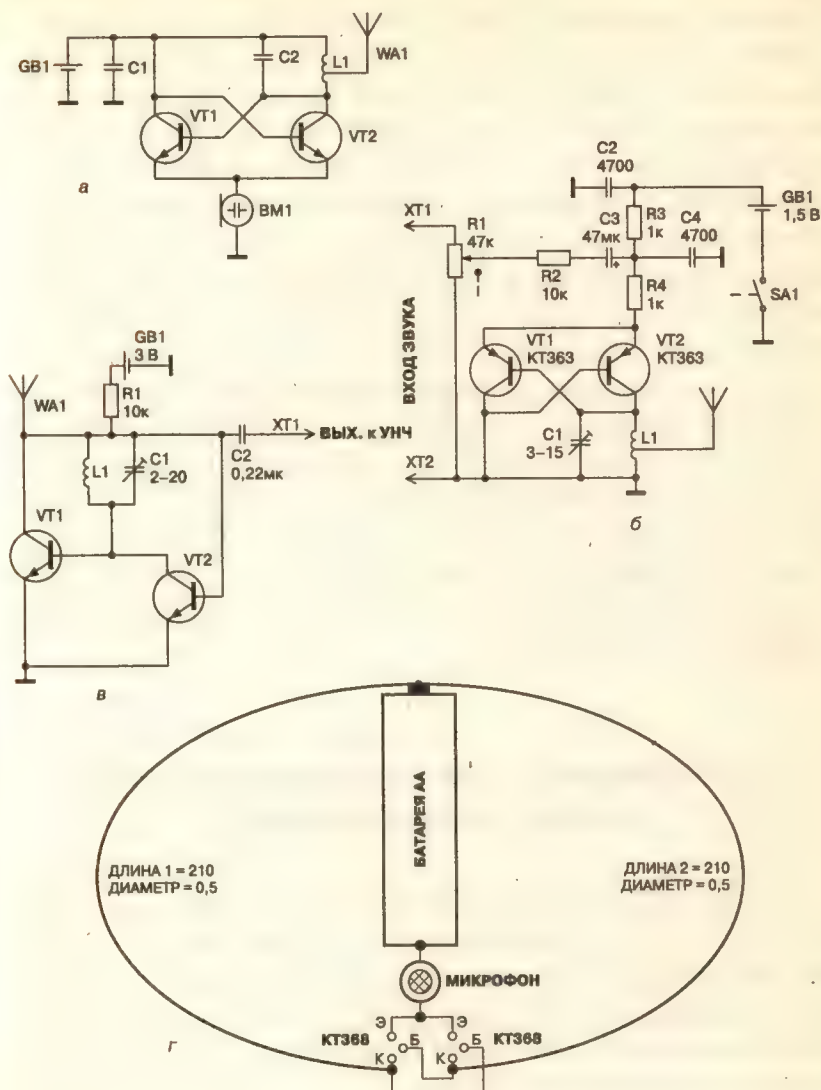 GB1
C1
C2
L1
WA1
VT1
VT2
BM1
а
C2
4700
XT1
R1
47к
C3
47мк
R3
1к
C4
4700
GB1
1,5 В
R2
10к
R4
1к
SA1
ВХОД ЗВУКА
VT1
КТ363
VT2
КТ363
C1
3–15
L1
XT2
б
GB1
3 В
WA1
R1
10к
XT1
ВЫХ. к УНЧ
L1
C1
2–20
C2
0,22мк
VT1
VT2
в
БАТАРЕЯ АА
ДЛИНА 1 = 210
ДИАМЕТР = 0,5
ДЛИНА 2 = 210
ДИАМЕТР = 0,5
МИКРОФОН
Э
Э
КТ368
Б
Б
КТ368
К
К
г